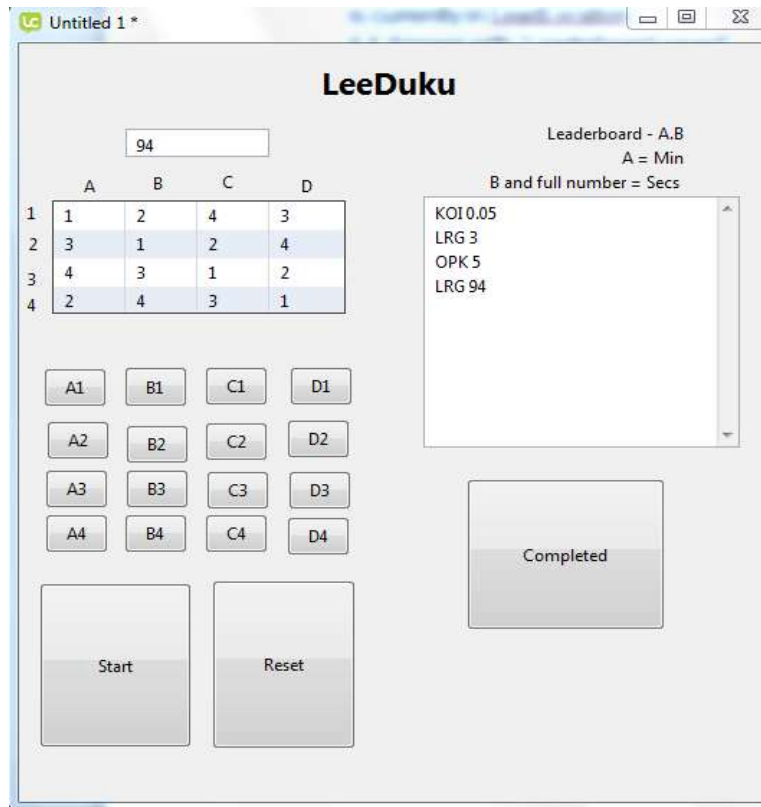 Untitled 1 *
LeeDuku
94
Leaderboard - A.B
A = Min
B and full number = Secs
A B C D
1 1 2 4 3
2 3 1 2 4
3 4 3 1 2
4 2 4 3 1
KOI 0.05
LRG 3
OPK 5
LRG 94
A1 B1 C1 D1
A2 B2 C2 D2
A3 B3 C3 D3
A4 B4 C4 D4
Completed
Start Reset